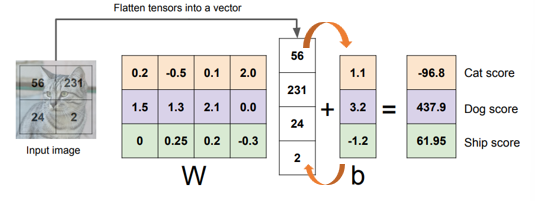 Flatten tensors into a vector
56 231
24 2
Input image
0.2 -0.5 0.1 2.0
1.5 1.3 2.1 0.0
0 0.25 0.2 -0.3
W
56
231
24
2
+
1.1
3.2
-1.2
b
=
-96.8 Cat score
437.9 Dog score
61.95 Ship score